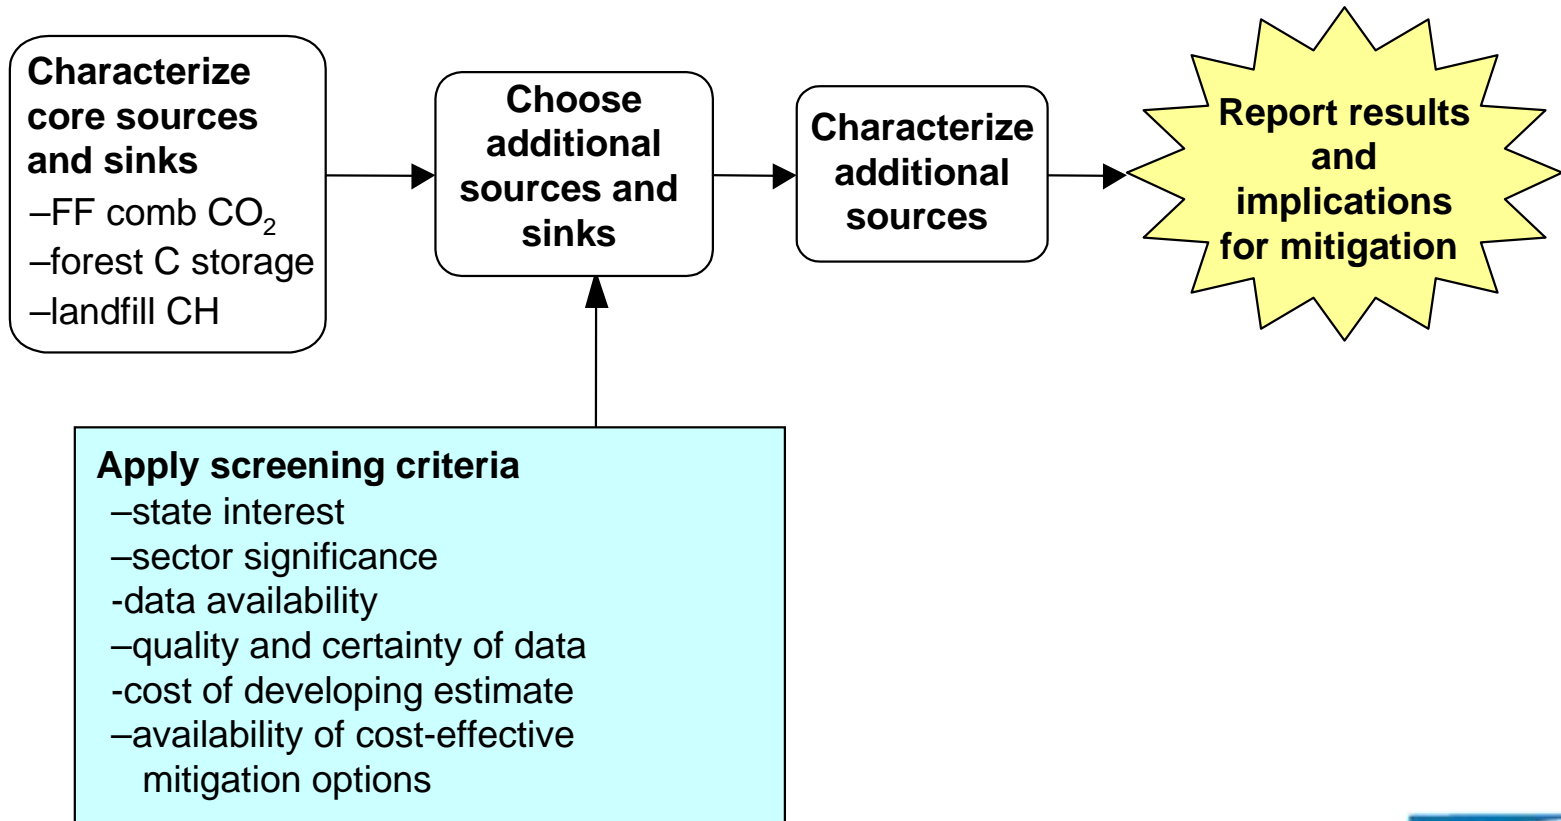 Characterize
core sources
and sinks
–FF comb CO₂
–forest C storage
–landfill CH
Choose
additional
sources and
sinks
Characterize
additional
sources
Report results
and
implications
for mitigation
Apply screening criteria
–state interest
–sector significance
-data availability
–quality and certainty of data
-cost of developing estimate
–availability of cost-effective
mitigation options